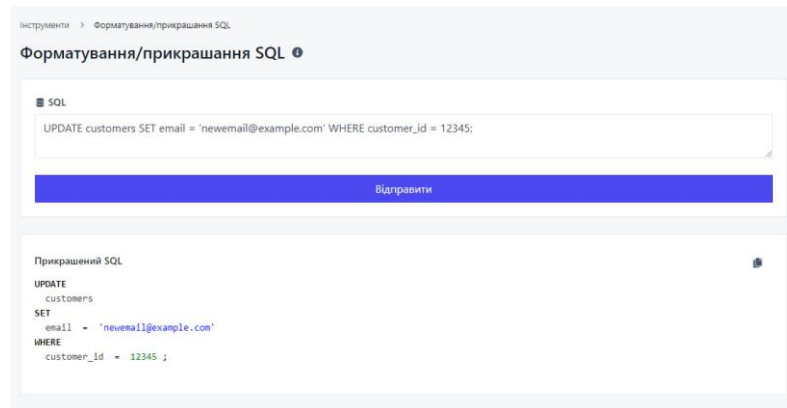 Інструменти > Форматування/прикрашання SQL
Форматування/прикрашання SQL
SQL
UPDATE customers SET email = 'newemail@example.com' WHERE customer_id = 12345;
Відправити
Прикрашений SQL
UPDATE
customers
SET
email = 'newemail@example.com'
WHERE
customer_id = 12345 ;